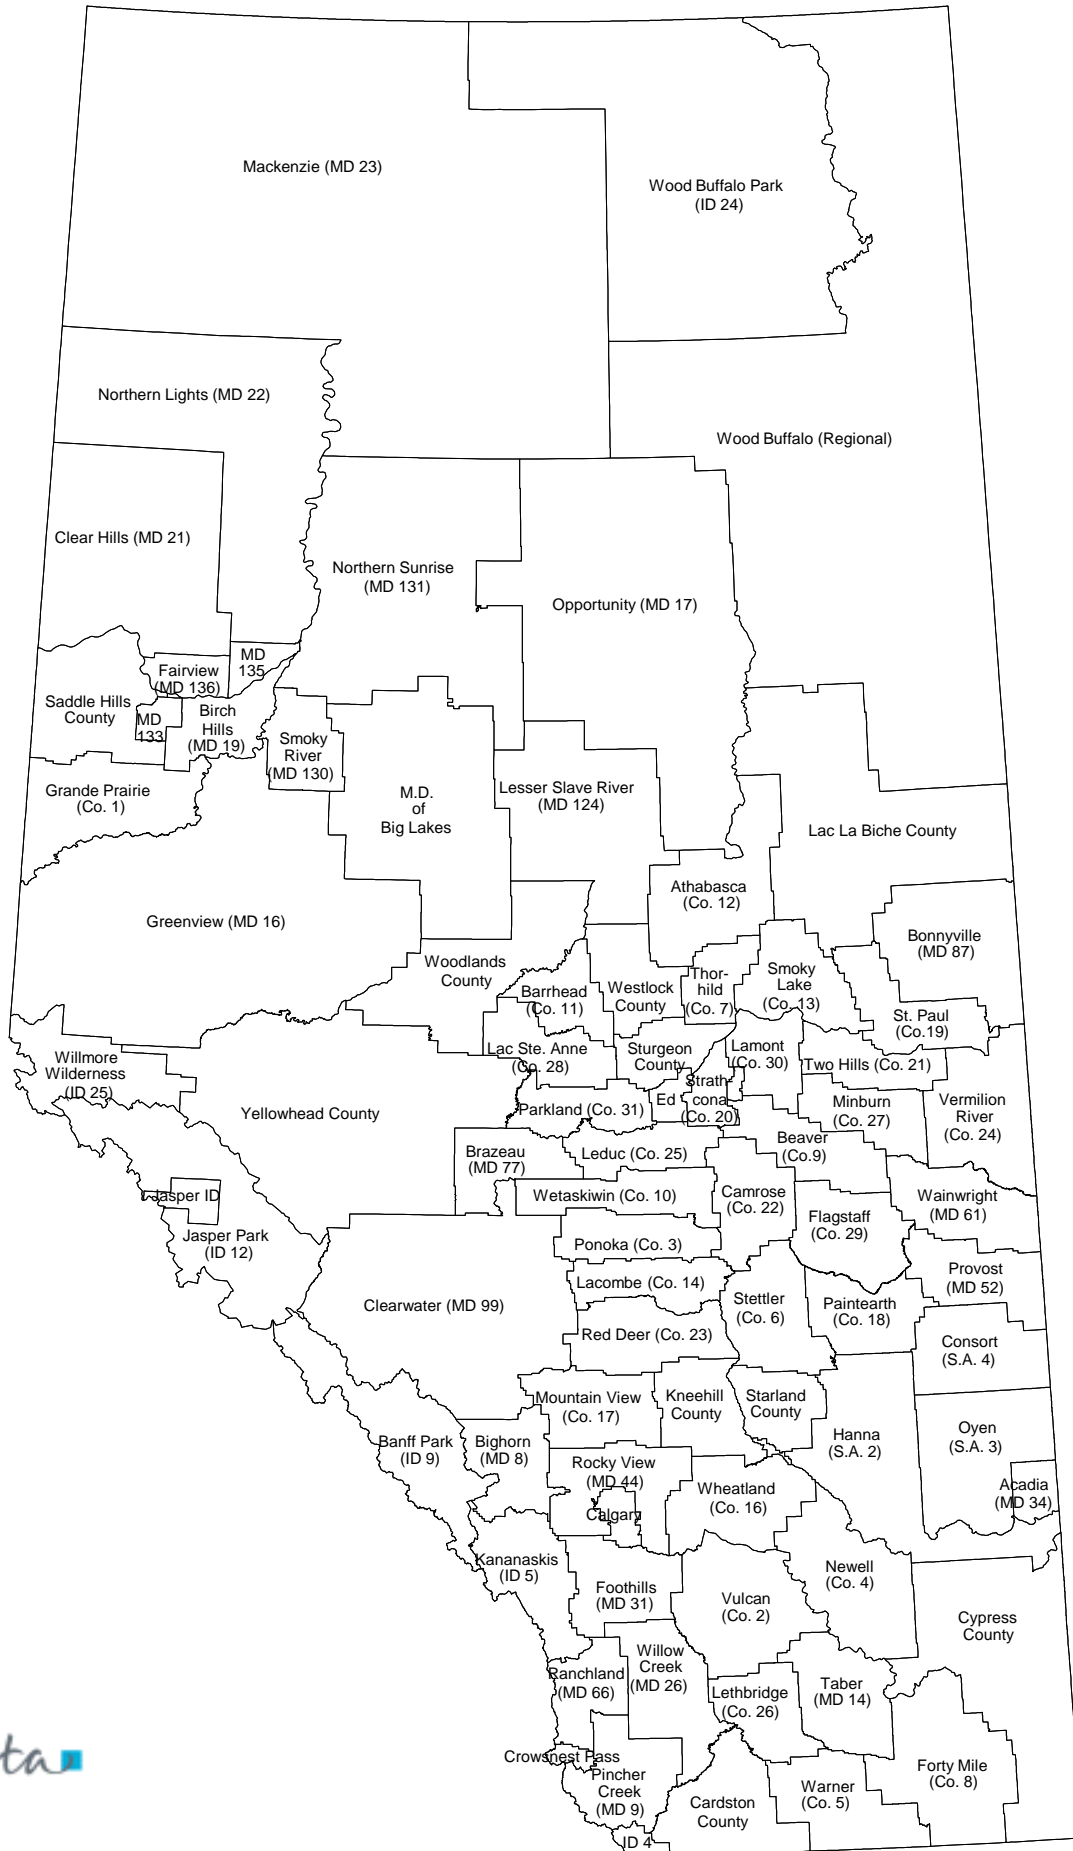 Mackenzie (MD 23)
Wood Buffalo Park
(ID 24)
Northern Lights (MD 22)
Wood Buffalo (Regional)
Clear Hills (MD 21)
Northern Sunrise
(MD 131)
Opportunity (MD 17)
MD
135
Fairview
(MD 136)
Saddle Hills
County
MD
133
Birch
Hills
(MD 19)
Smoky
River
(MD 130)
Grande Prairie
(Co. 1)
M.D.
of
Big Lakes
Lesser Slave River
(MD 124)
Lac La Biche County
Athabasca
(Co. 12)
Greenview (MD 16)
Bonnyville
(MD 87)
Woodlands
County
Barrhead
(Co. 11)
Westlock
County
Thor-
hild
(Co. 7)
Smoky
Lake
(Co. 13)
St. Paul
(Co.19)
Willmore
Wilderness
(ID 25)
Lac Ste. Anne
(Co. 28)
Sturgeon
County
Lamont
(Co. 30)
Two Hills (Co. 21)
Yellowhead County
Parkland (Co. 31)
Ed
Strath-
cona
(Co. 20)
Minburn
(Co. 27)
Vermilion
River
(Co. 24)
Brazeau
(MD 77)
Leduc (Co. 25)
Beaver
(Co.9)
Jasper ID
Wetaskiwin (Co. 10)
Camrose
(Co. 22)
Wainwright
(MD 61)
Flagstaff
(Co. 29)
Jasper Park
(ID 12)
Ponoka (Co. 3)
Lacombe (Co. 14)
Provost
(MD 52)
Clearwater (MD 99)
Stettler
(Co. 6)
Paintearth
(Co. 18)
Red Deer (Co. 23)
Consort
(S.A. 4)
Mountain View
(Co. 17)
Kneehill
County
Starland
County
Hanna
(S.A. 2)
Oyen
(S.A. 3)
Banff Park
(ID 9)
Bighorn
(MD 8)
Rocky View
(MD 44)
Acadia
(MD 34)
Wheatland
(Co. 16)
Calgary
Kananaskis
(ID 5)
Foothills
(MD 31)
Vulcan
(Co. 2)
Newell
(Co. 4)
Cypress
County
Ranchland
(MD 66)
Willow
Creek
(MD 26)
Lethbridge
(Co. 26)
Taber
(MD 14)
ta
Crowsnest Pass
Pincher
Creek
(MD 9)
Cardston
County
Warner
(Co. 5)
Forty Mile
(Co. 8)
ID 4